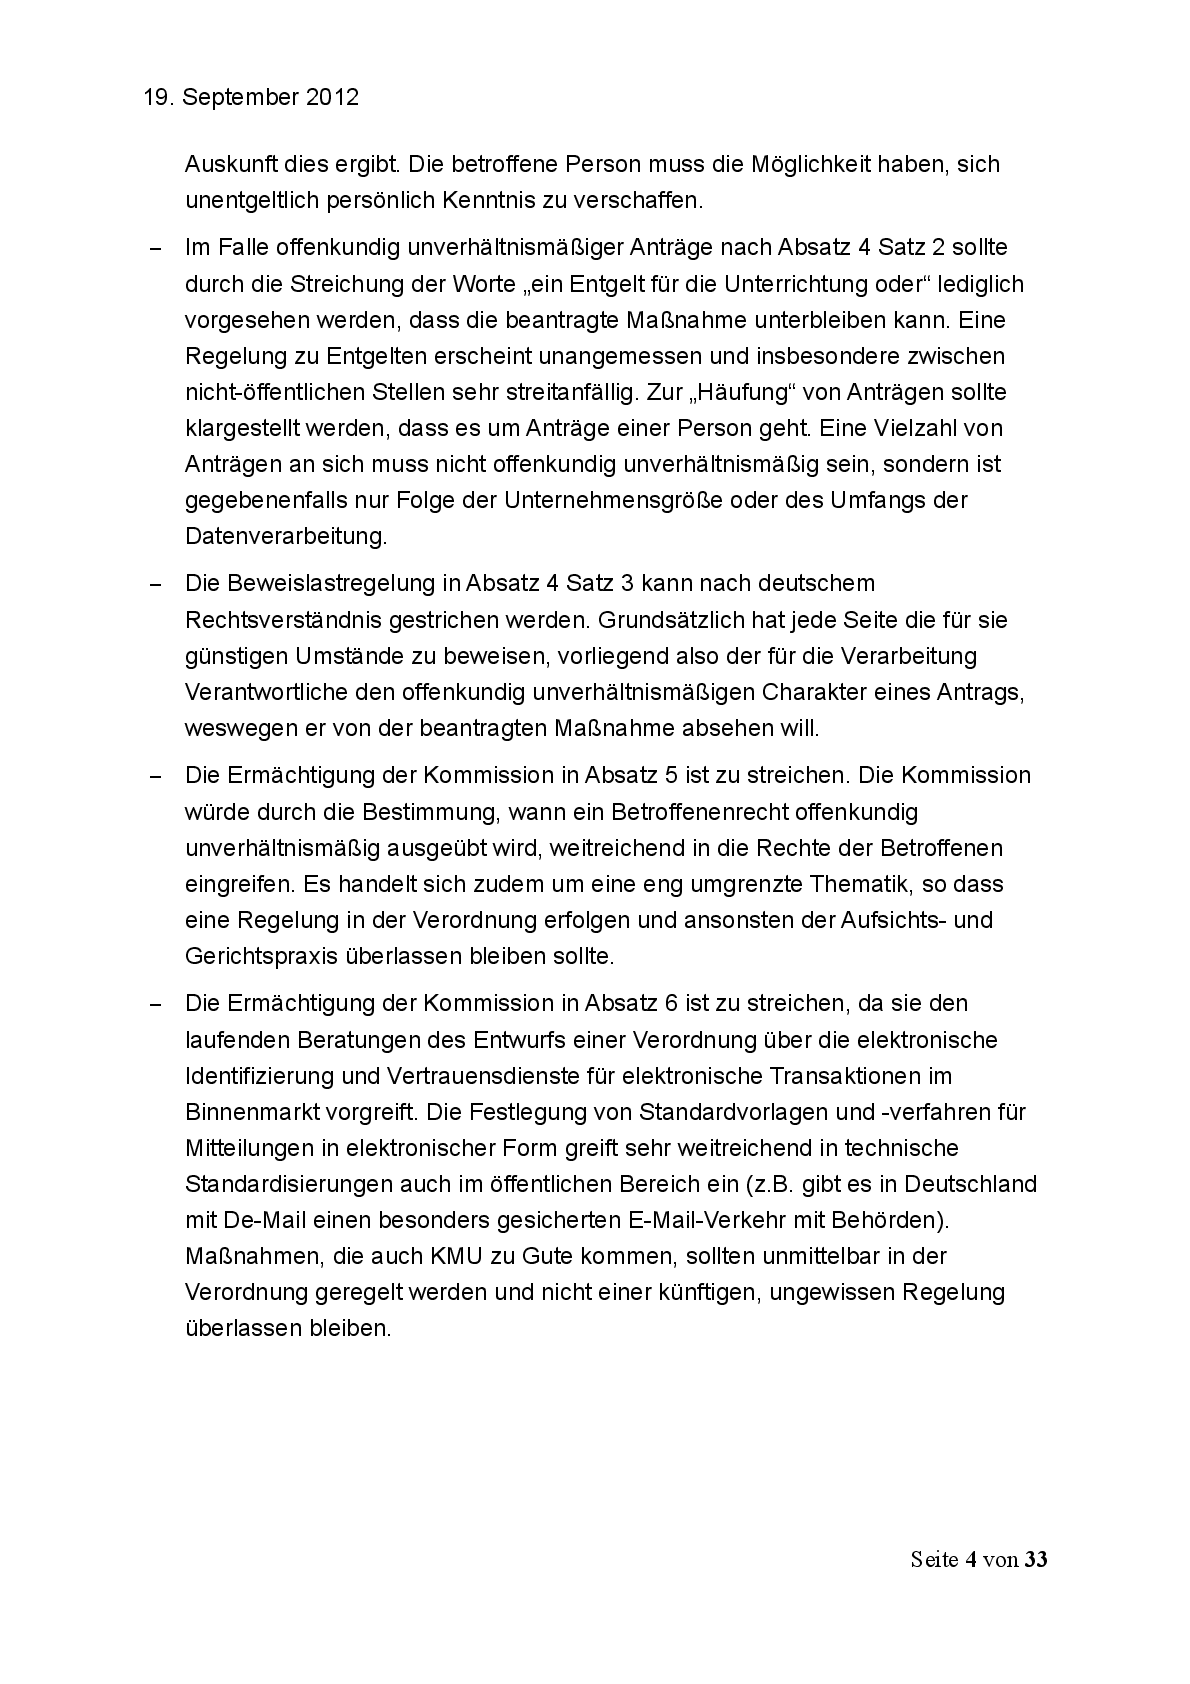 19. September 2012
Auskunft dies ergibt. Die betroffene Person muss die Möglichkeit haben, sich
unentgeltlich persönlich Kenntnis zu verschaffen.
– Im Falle offenkundig unverhältnismäßiger Anträge nach Absatz 4 Satz 2 sollte
durch die Streichung der Worte „ein Entgelt für die Unterrichtung oder“ lediglich
vorgesehen werden, dass die beantragte Maßnahme unterbleiben kann. Eine
Regelung zu Entgelten erscheint unangemessen und insbesondere zwischen
nicht-öffentlichen Stellen sehr streitanfällig. Zur „Häufung“ von Anträgen sollte
klargestellt werden, dass es um Anträge einer Person geht. Eine Vielzahl von
Anträgen an sich muss nicht offenkundig unverhältnismäßig sein, sondern ist
gegebenenfalls nur Folge der Unternehmensgröße oder des Umfangs der
Datenverarbeitung.
– Die Beweislastregelung in Absatz 4 Satz 3 kann nach deutschem
Rechtsverständnis gestrichen werden. Grundsätzlich hat jede Seite die für sie
günstigen Umstände zu beweisen, vorliegend also der für die Verarbeitung
Verantwortliche den offenkundig unverhältnismäßigen Charakter eines Antrags,
weswegen er von der beantragten Maßnahme absehen will.
– Die Ermächtigung der Kommission in Absatz 5 ist zu streichen. Die Kommission
würde durch die Bestimmung, wann ein Betroffenenrecht offenkundig
unverhältnismäßig ausgeübt wird, weitreichend in die Rechte der Betroffenen
eingreifen. Es handelt sich zudem um eine eng umgrenzte Thematik, so dass
eine Regelung in der Verordnung erfolgen und ansonsten der Aufsichts- und
Gerichtspraxis überlassen bleiben sollte.
– Die Ermächtigung der Kommission in Absatz 6 ist zu streichen, da sie den
laufenden Beratungen des Entwurfs einer Verordnung über die elektronische
Identifizierung und Vertrauensdienste für elektronische Transaktionen im
Binnenmarkt vorgreift. Die Festlegung von Standardvorlagen und -verfahren für
Mitteilungen in elektronischer Form greift sehr weitreichend in technische
Standardisierungen auch im öffentlichen Bereich ein (z.B. gibt es in Deutschland
mit De-Mail einen besonders gesicherten E-Mail-Verkehr mit Behörden).
Maßnahmen, die auch KMU zu Gute kommen, sollten unmittelbar in der
Verordnung geregelt werden und nicht einer künftigen, ungewissen Regelung
überlassen bleiben.
Seite 4 von 33